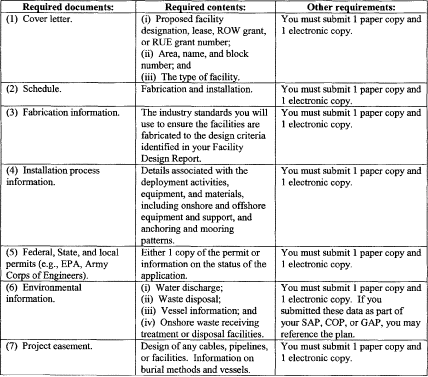 Required documents: Required contents: Other requirements:
(1) Cover letter. (i) Proposed facility You must submit 1 paper copy and
designation, lease, ROW grant, 1 electronic copy.
or RUE grant number;
(ii) Area, name, and block
number; and
(iii) The type of facility.
(2) Schedule. Fabrication and installation. You must submit 1 paper copy and
1 electronic copy.
(3) Fabrication information. The industry standards you will You must submit 1 paper copy and
use to ensure the facilities are 1 electronic copy.
fabricated to the design criteria
identified in your Facility
Design Report.
(4) Installation process Details associated with the You must submit 1 paper copy and
information. deployment activities, 1 electronic copy.
equipment, and materials,
including onshore and offshore
equipment and support, and
anchoring and mooring
patterns.
(5) Federal, State, and local Either 1 copy of the permit or You must submit 1 paper copy and
permits (e.g., EPA, Army information on the status of the 1 electronic copy.
Corps of Engineers). application.
(6) Environmental (i) Water discharge; You must submit 1 paper copy and
information. (ii) Waste disposal; 1 electronic copy. If you
(iii) Vessel information; and submitted these data as part of
(iv) Onshore waste receiving your SAP, COP, or GAP, you may
treatment or disposal facilities. reference the plan.
(7) Project easement. Design of any cables, pipelines, You must submit 1 paper copy and
or facilities. Information on 1 electronic copy.
burial methods and vessels.